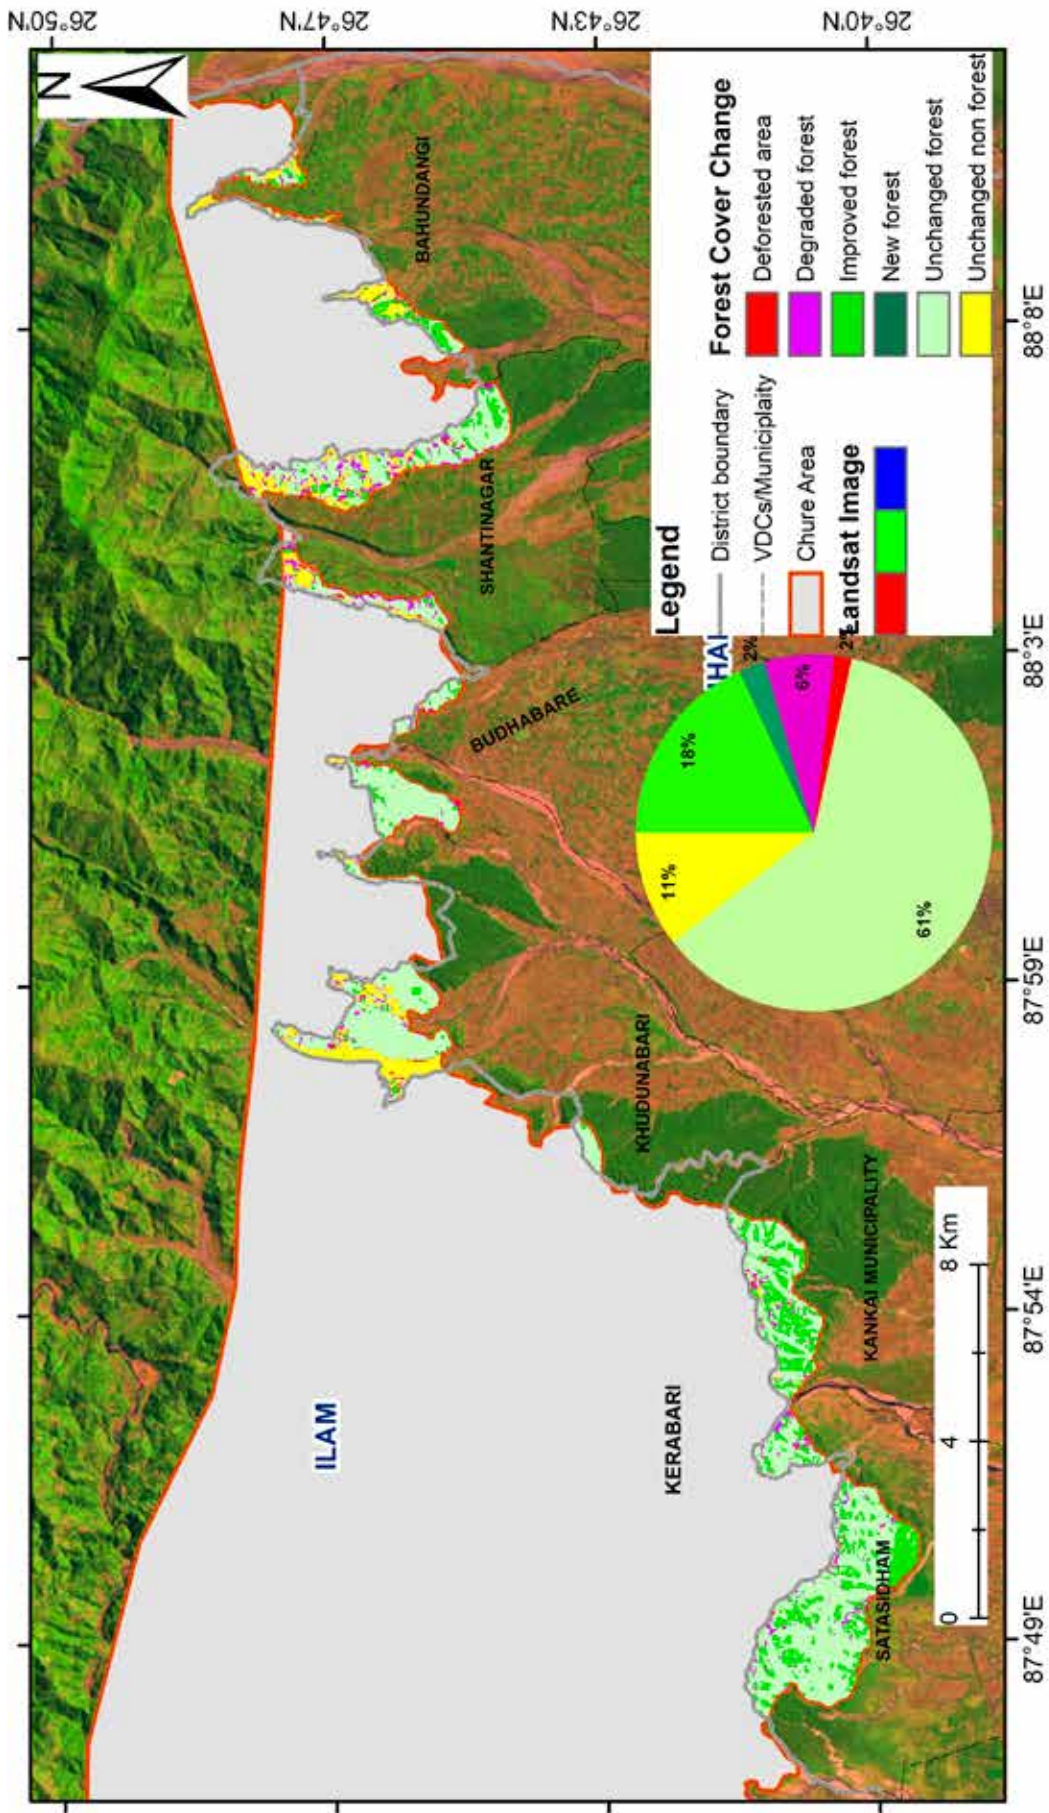 26°50'N
26°47'N
26°43'N
26°40'N
N
BAHUNDANGI
SHANTINAGAR
BUDHABARE
KHUDUNABARI
KANKAI MUNICIPALITY
ILAM
KERABARI
SATASIDHAM
Legend
District boundary
VDCs/Municiplaity
Chure Area
Landsat Image
Forest Cover Change
Deforested area
Degraded forest
Improved forest
New forest
Unchanged forest
Unchanged non forest
11%
18%
2%
6%
2%
61%
0 4 8 Km
87°49'E
87°54'E
87°59'E
88°3'E
88°8'E